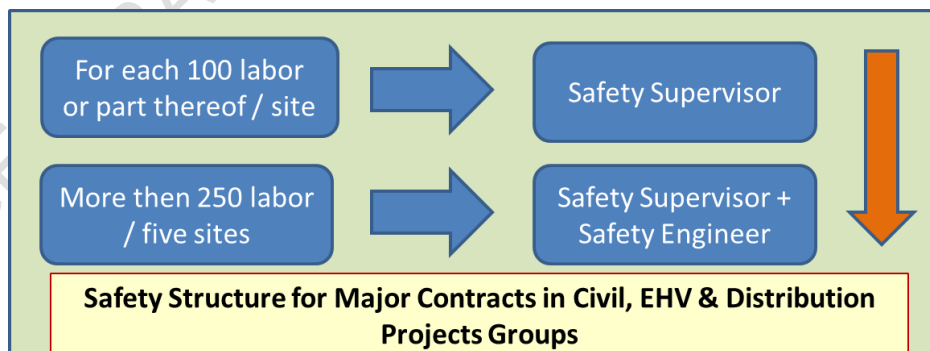 For each 100 labor
or part thereof / site
Safety Supervisor
More then 250 labor
/ five sites
Safety Supervisor +
Safety Engineer
Safety Structure for Major Contracts in Civil, EHV & Distribution
Projects Groups